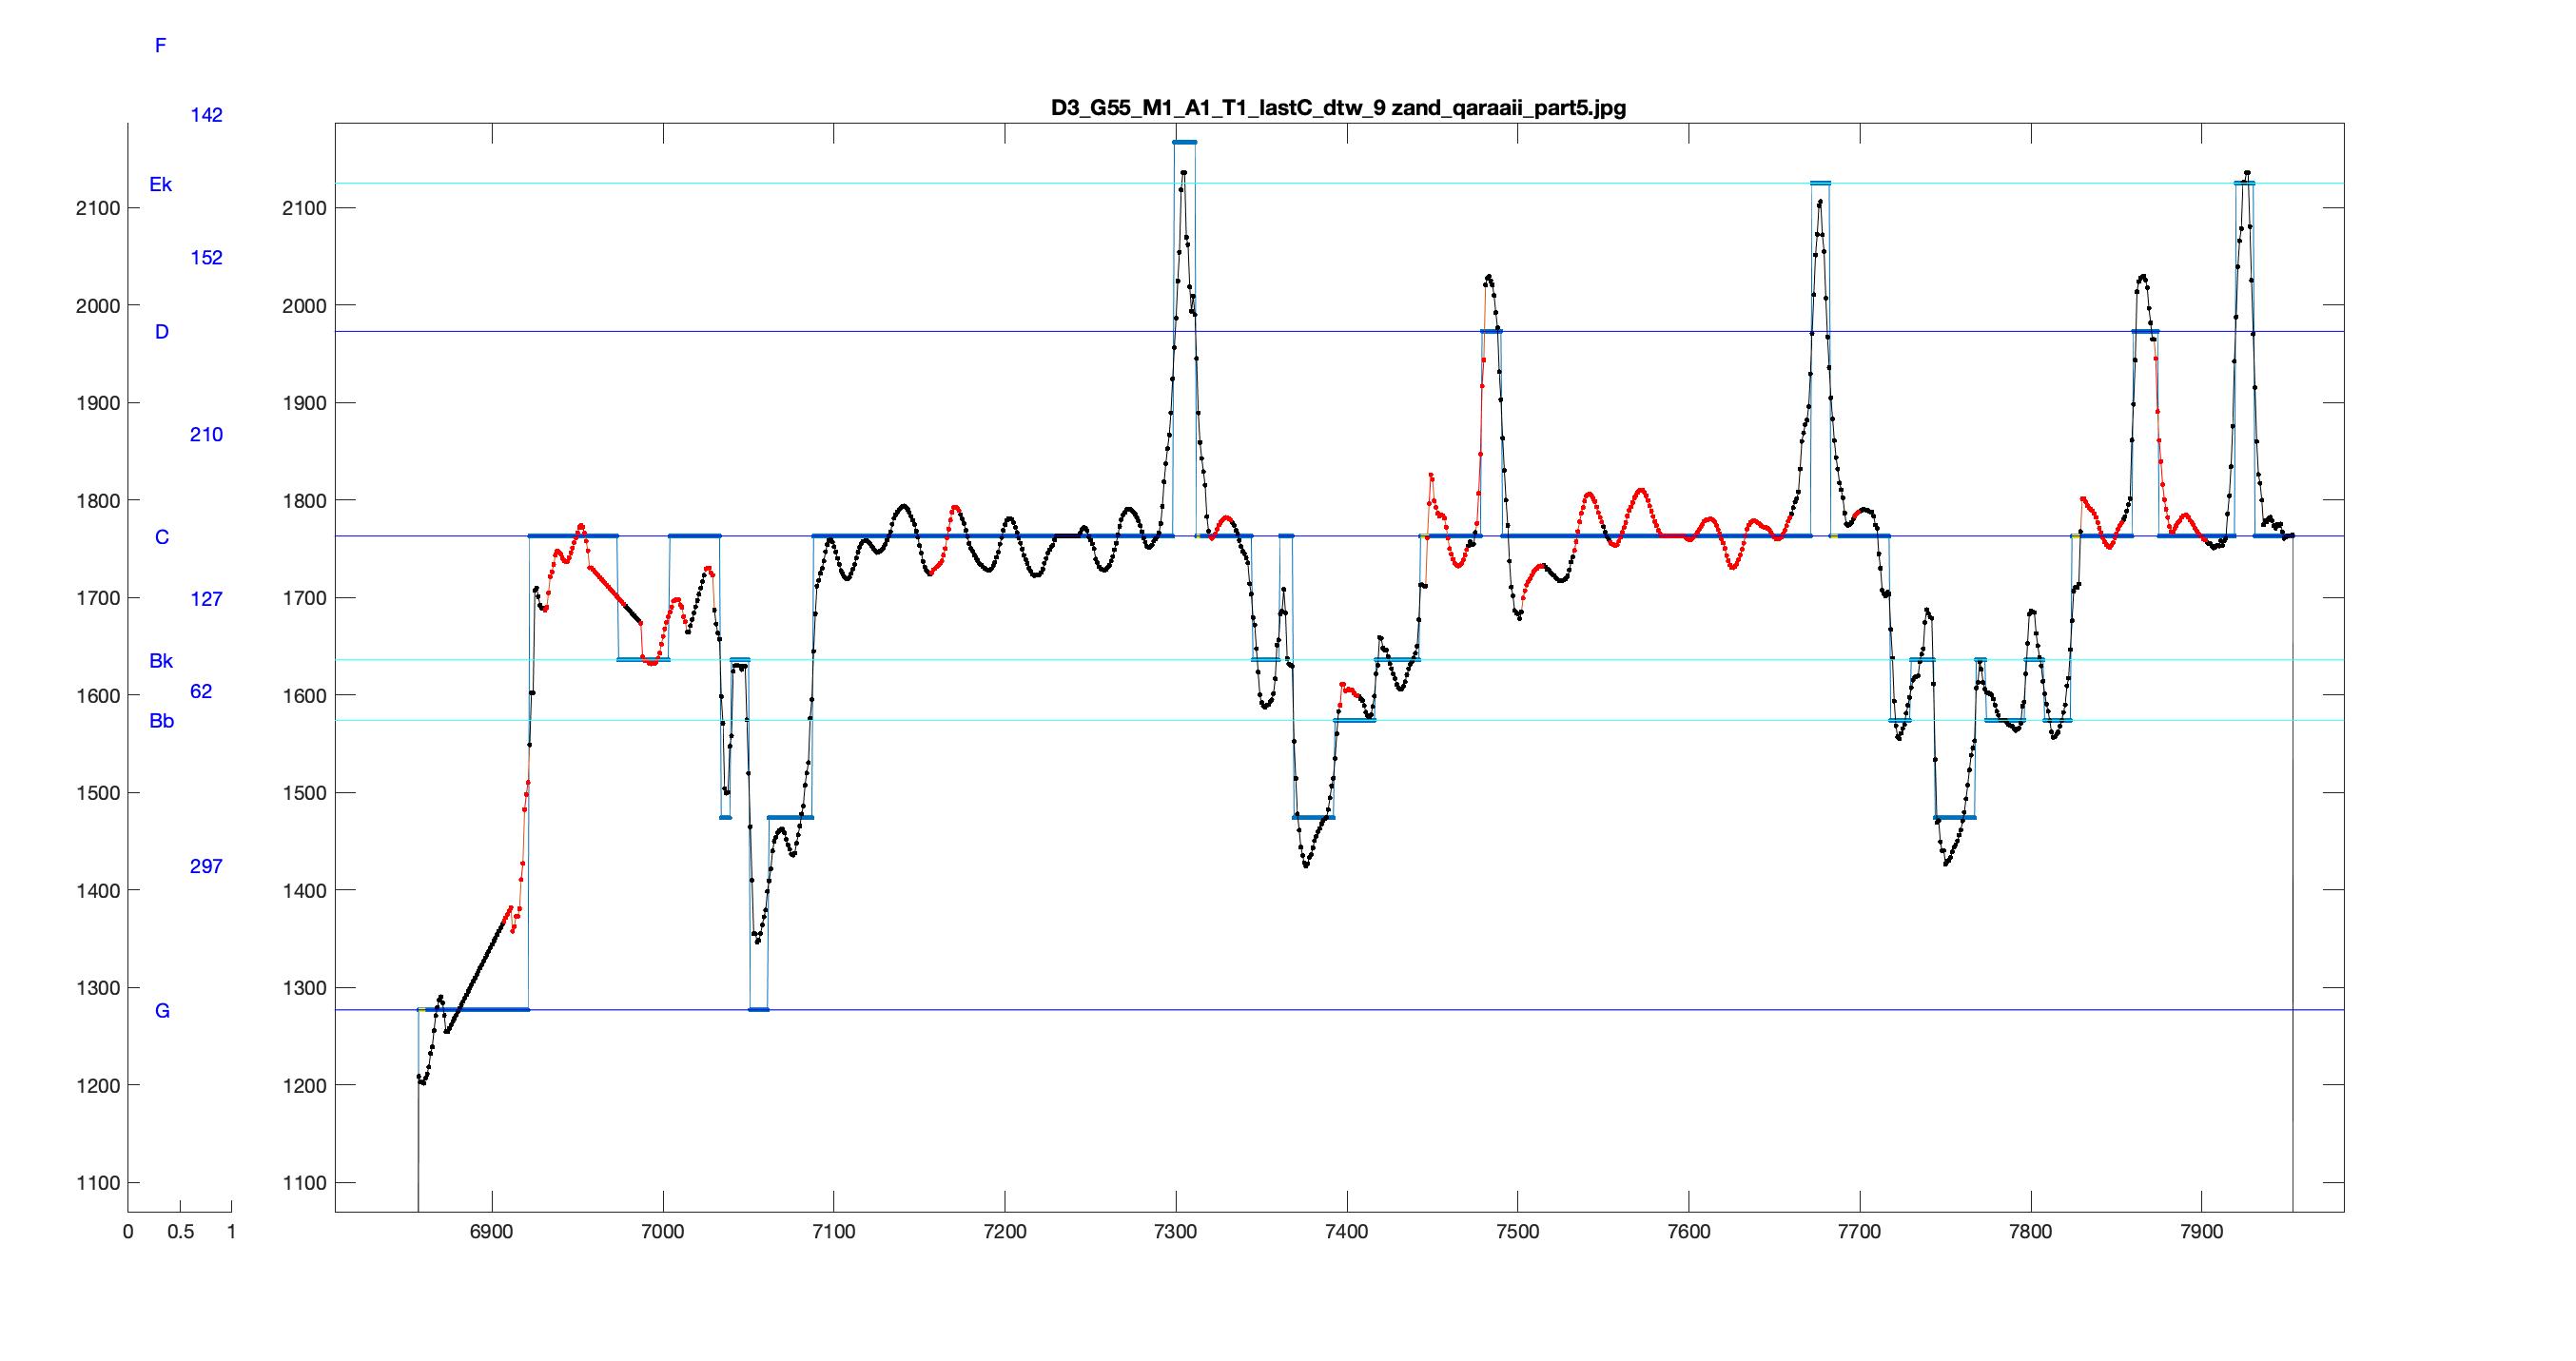 F
142
D3_G55_M1_A1_T1_lastC_dtw_9 zand_qaraaii_part5.jpg
Ek
2100 2100
152
2000 2000
D
1900 1900
210
1800 1800
C
1700 127 1700
Bk
1600 62 1600
Bb
1500 1500
297
1400 1400
1300 1300
G
1200 1200
1100 1100
0 0.5 1 6900 7000 7100 7200 7300 7400 7500 7600 7700 7800 7900